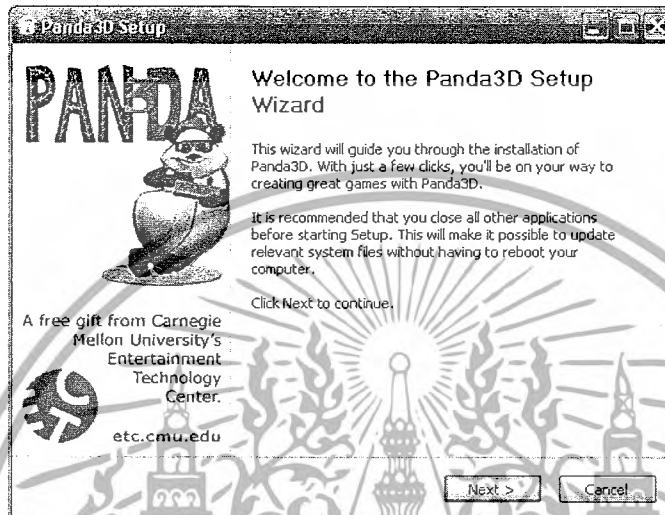 Panda3D Setup
PANDA
3D
Welcome to the Panda3D Setup
Wizard
This wizard will guide you through the installation of
Panda3D. With just a few clicks, you'll be on your way to
creating great games with Panda3D.
It is recommended that you close all other applications
before starting Setup. This will make it possible to update
relevant system files without having to reboot your
computer.
Click Next to continue.
A free gift from Carnegie
Mellon University's
Entertainment
Technology
Center.
etc.cmu.edu
Next >
Cancel